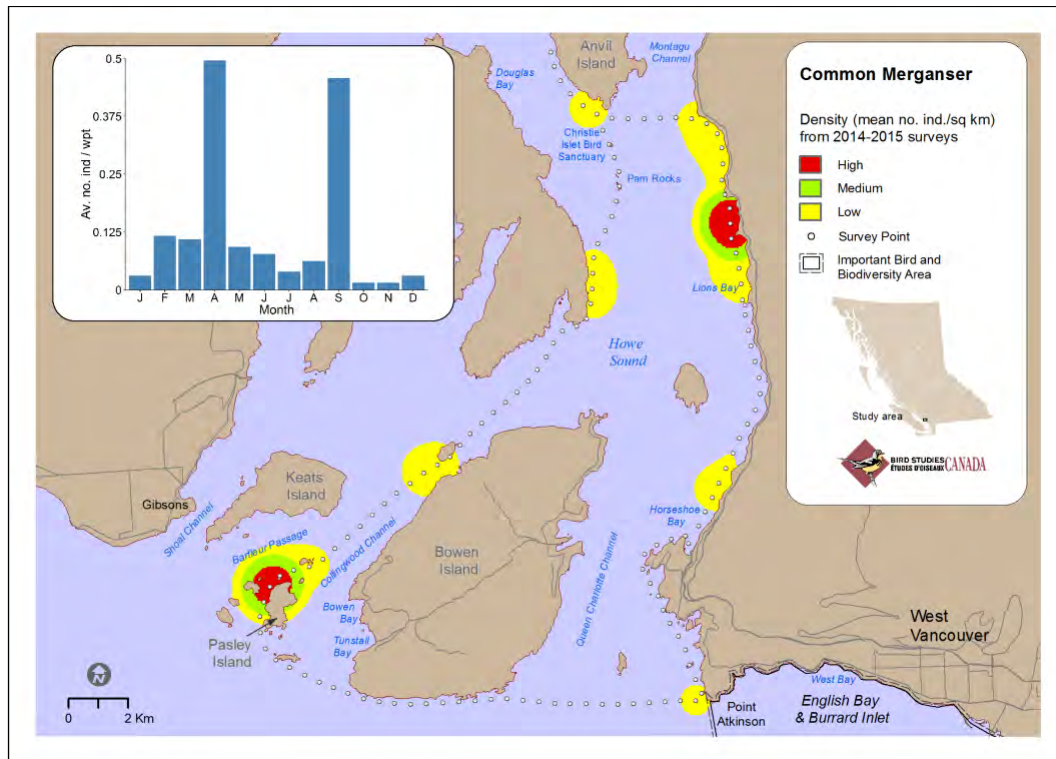 0.5
0.375
0.25
0.125
0
Av. no. ind / wpt
J F M A M J J A S O N D
Month
Anvil
Island
Montagu
Channel
Douglas
Bay
Christie
Islet Bird
Sanctuary
Pam Rocks
Lions Bay
Howe
Sound
Keats
Island
Gibsons
Shoal Channel
Barfleur Passage
Collingwood Channel
Bowen
Island
Bowen
Bay
Tunstall
Bay
Pasley
Island
Queen Charlotte Channel
Horseshoe
Bay
West
Vancouver
West Bay
English Bay
& Burrard Inlet
Point
Atkinson
N
0 2 Km
Common Merganser
Density (mean no. ind./sq km)
from 2014-2015 surveys
High
Medium
Low
Survey Point
Important Bird and
Biodiversity Area
Study area
BIRD STUDIES
ÉTUDES D'OISEAUX CANADA